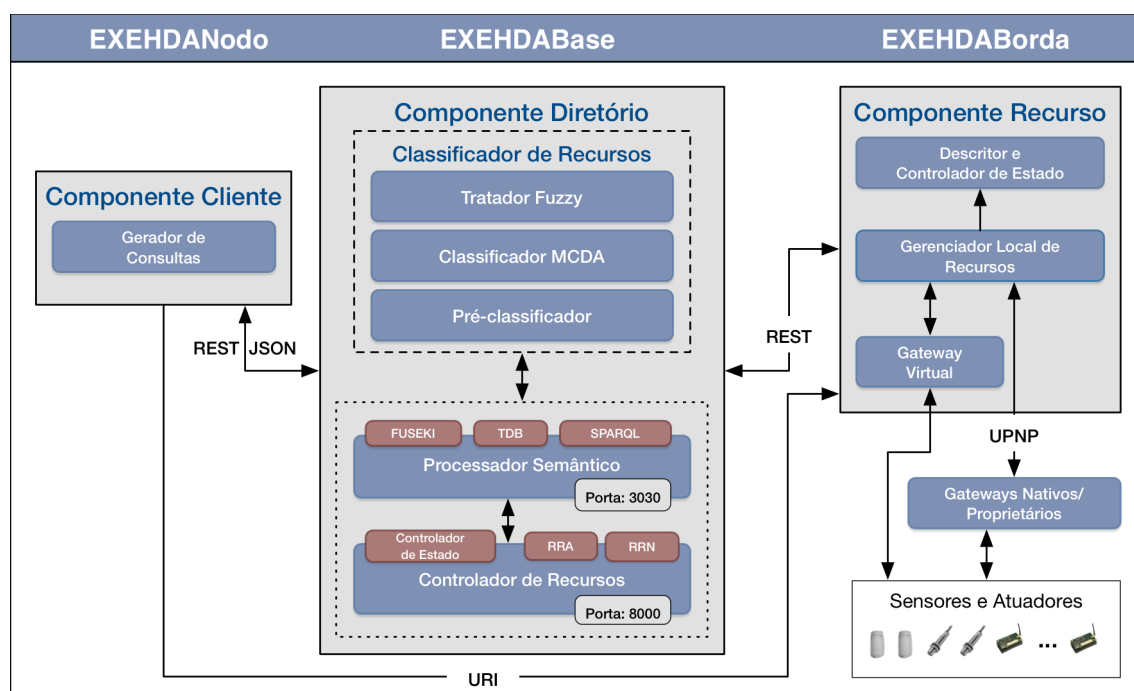 EXEHDANodo
EXEHDABase
EXEHDABorda
Componente Cliente
Gerador de
Consultas
REST
JSON
Componente Diretório
Classificador de Recursos
Tratador Fuzzy
Classificador MCDA
Pré-classificador
FUSEKI
TDB
SPARQL
Processador Semântico
Porta: 3030
Controlador
de Estado
RRA
RRN
Controlador de Recursos
Porta: 8000
REST
URI
Componente Recurso
Descritor e
Controlador de Estado
Gerenciador Local de
Recursos
Gateway
Virtual
UPNP
Gateways Nativos/
Proprietários
Sensores e Atuadores
...